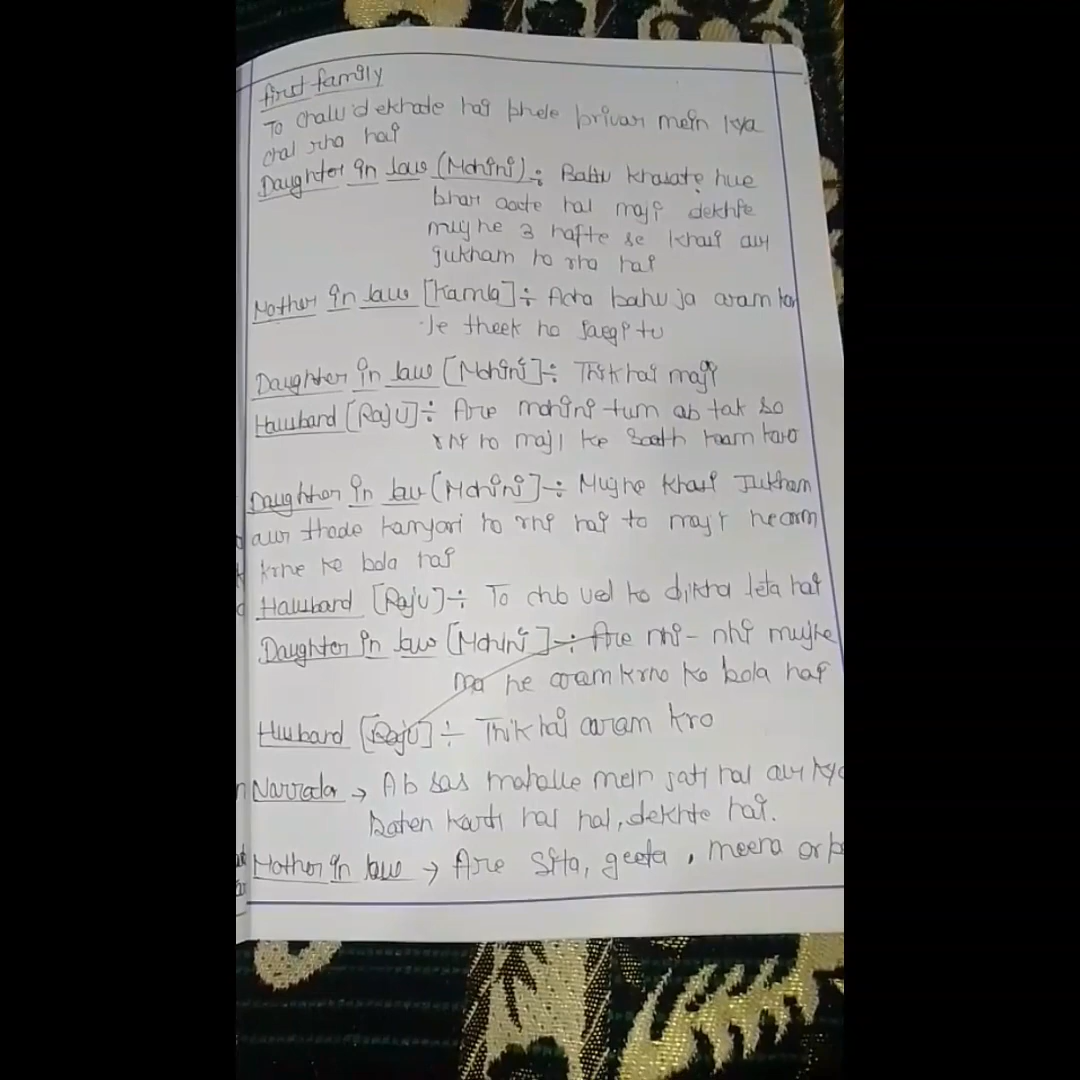 first family
To chalu dekhade hai phele privar mein kya
chal rha hai
Daughter in law (Mohini) ÷ Bahu khasate hue
bhar aate hai maji dekhte
mujhe 3 hafte se khasi aur
jukham ho rha hai
Mother in law [Kamla] ÷ Acha bahu ja aram kar
le theek ho jaegi tu
Daughter in law [Mohini] ÷ Thik hai maji
Hausband [Raju] ÷ Are mohini tum ab tak so
rhi ho maji ke saath kaam karo
Daughter in law [Mohini] ÷ Mujhe khasi Jukham
aur thode kamjori ho rhi hai to maji ne aram
krne ke bola hai
Hausband [Raju] ÷ To chlo ved ko dikha leta hai
Daughter in law [Mohini] ÷ Are nhi - nhi mujhe
ma ne aram krno ko bola hai
Husband [Raju] ÷ Thik hai aaram kro
Narrator → Ab sas mohalle mein jati hai aur kya
Baten karti hai hai, dekhte hai.
Mother in law → Are Sita, geeta, meera or